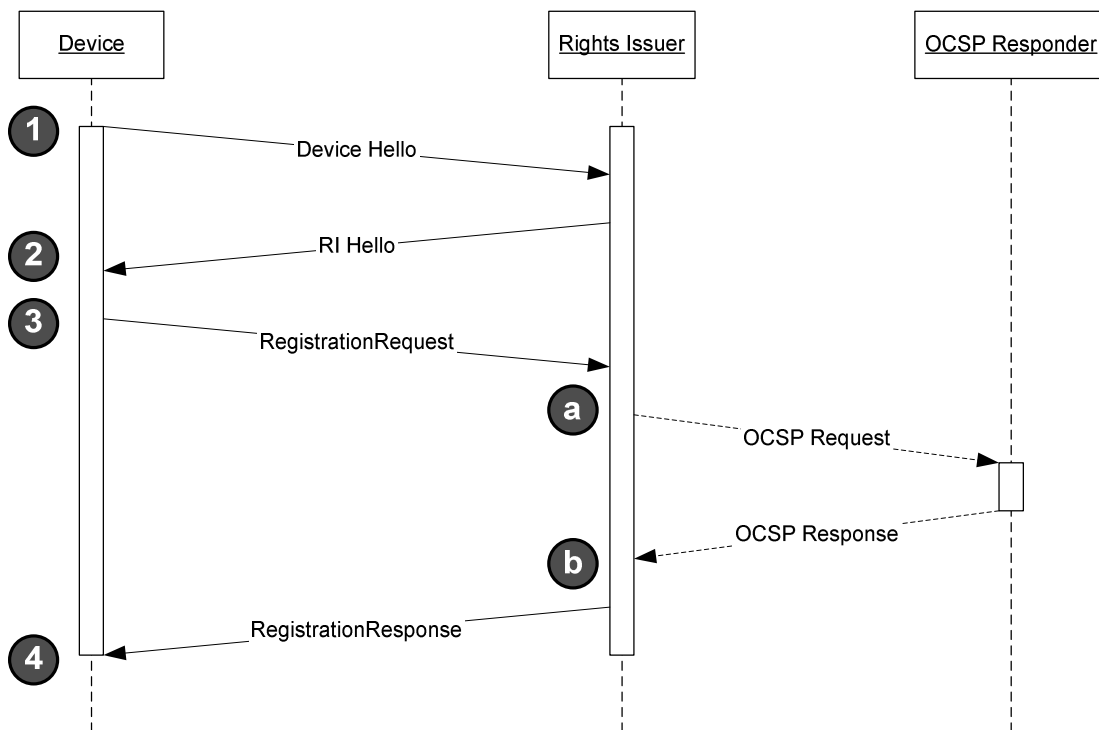 Device
Rights Issuer
OCSP Responder
1
Device Hello
2
RI Hello
3
RegistrationRequest
a
OCSP Request
OCSP Response
b
RegistrationResponse
4